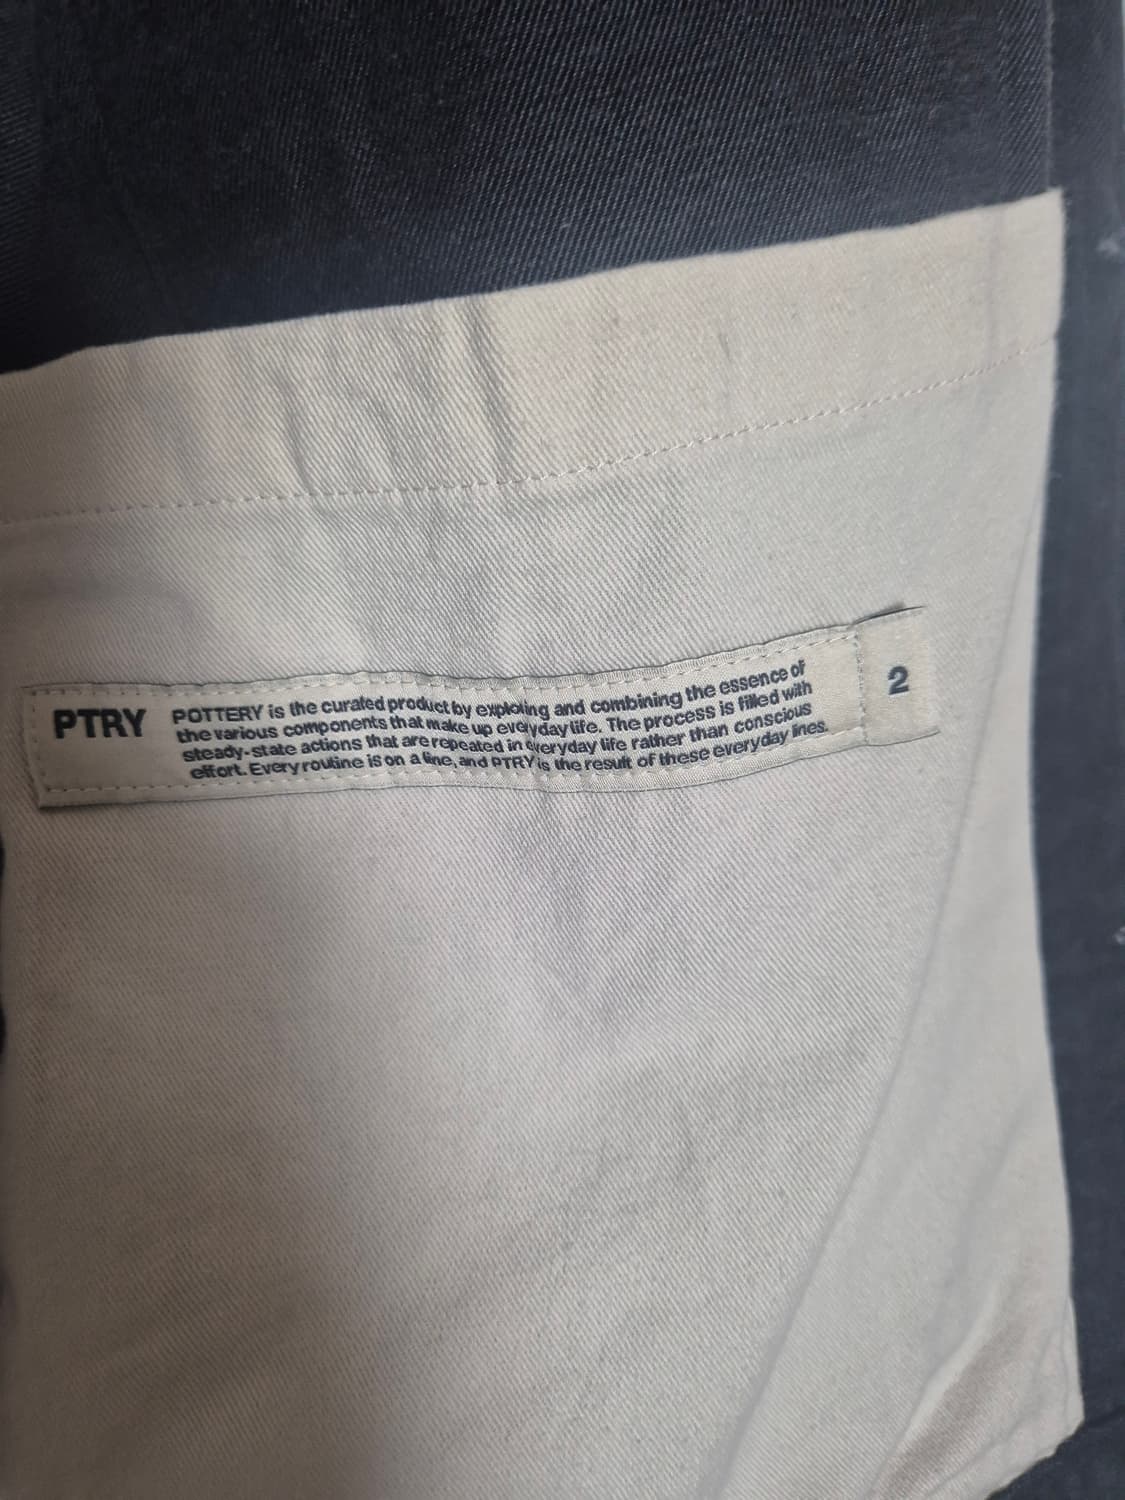 PTRY
POTTERY is the curated product by exploiting and combining the essence of
the various components that make up everyday life. The process is filled with
steady-state actions that are repeated in everyday life rather than conscious
effort. Every routine is on a line, and PTRY is the result of these everyday lines.
2